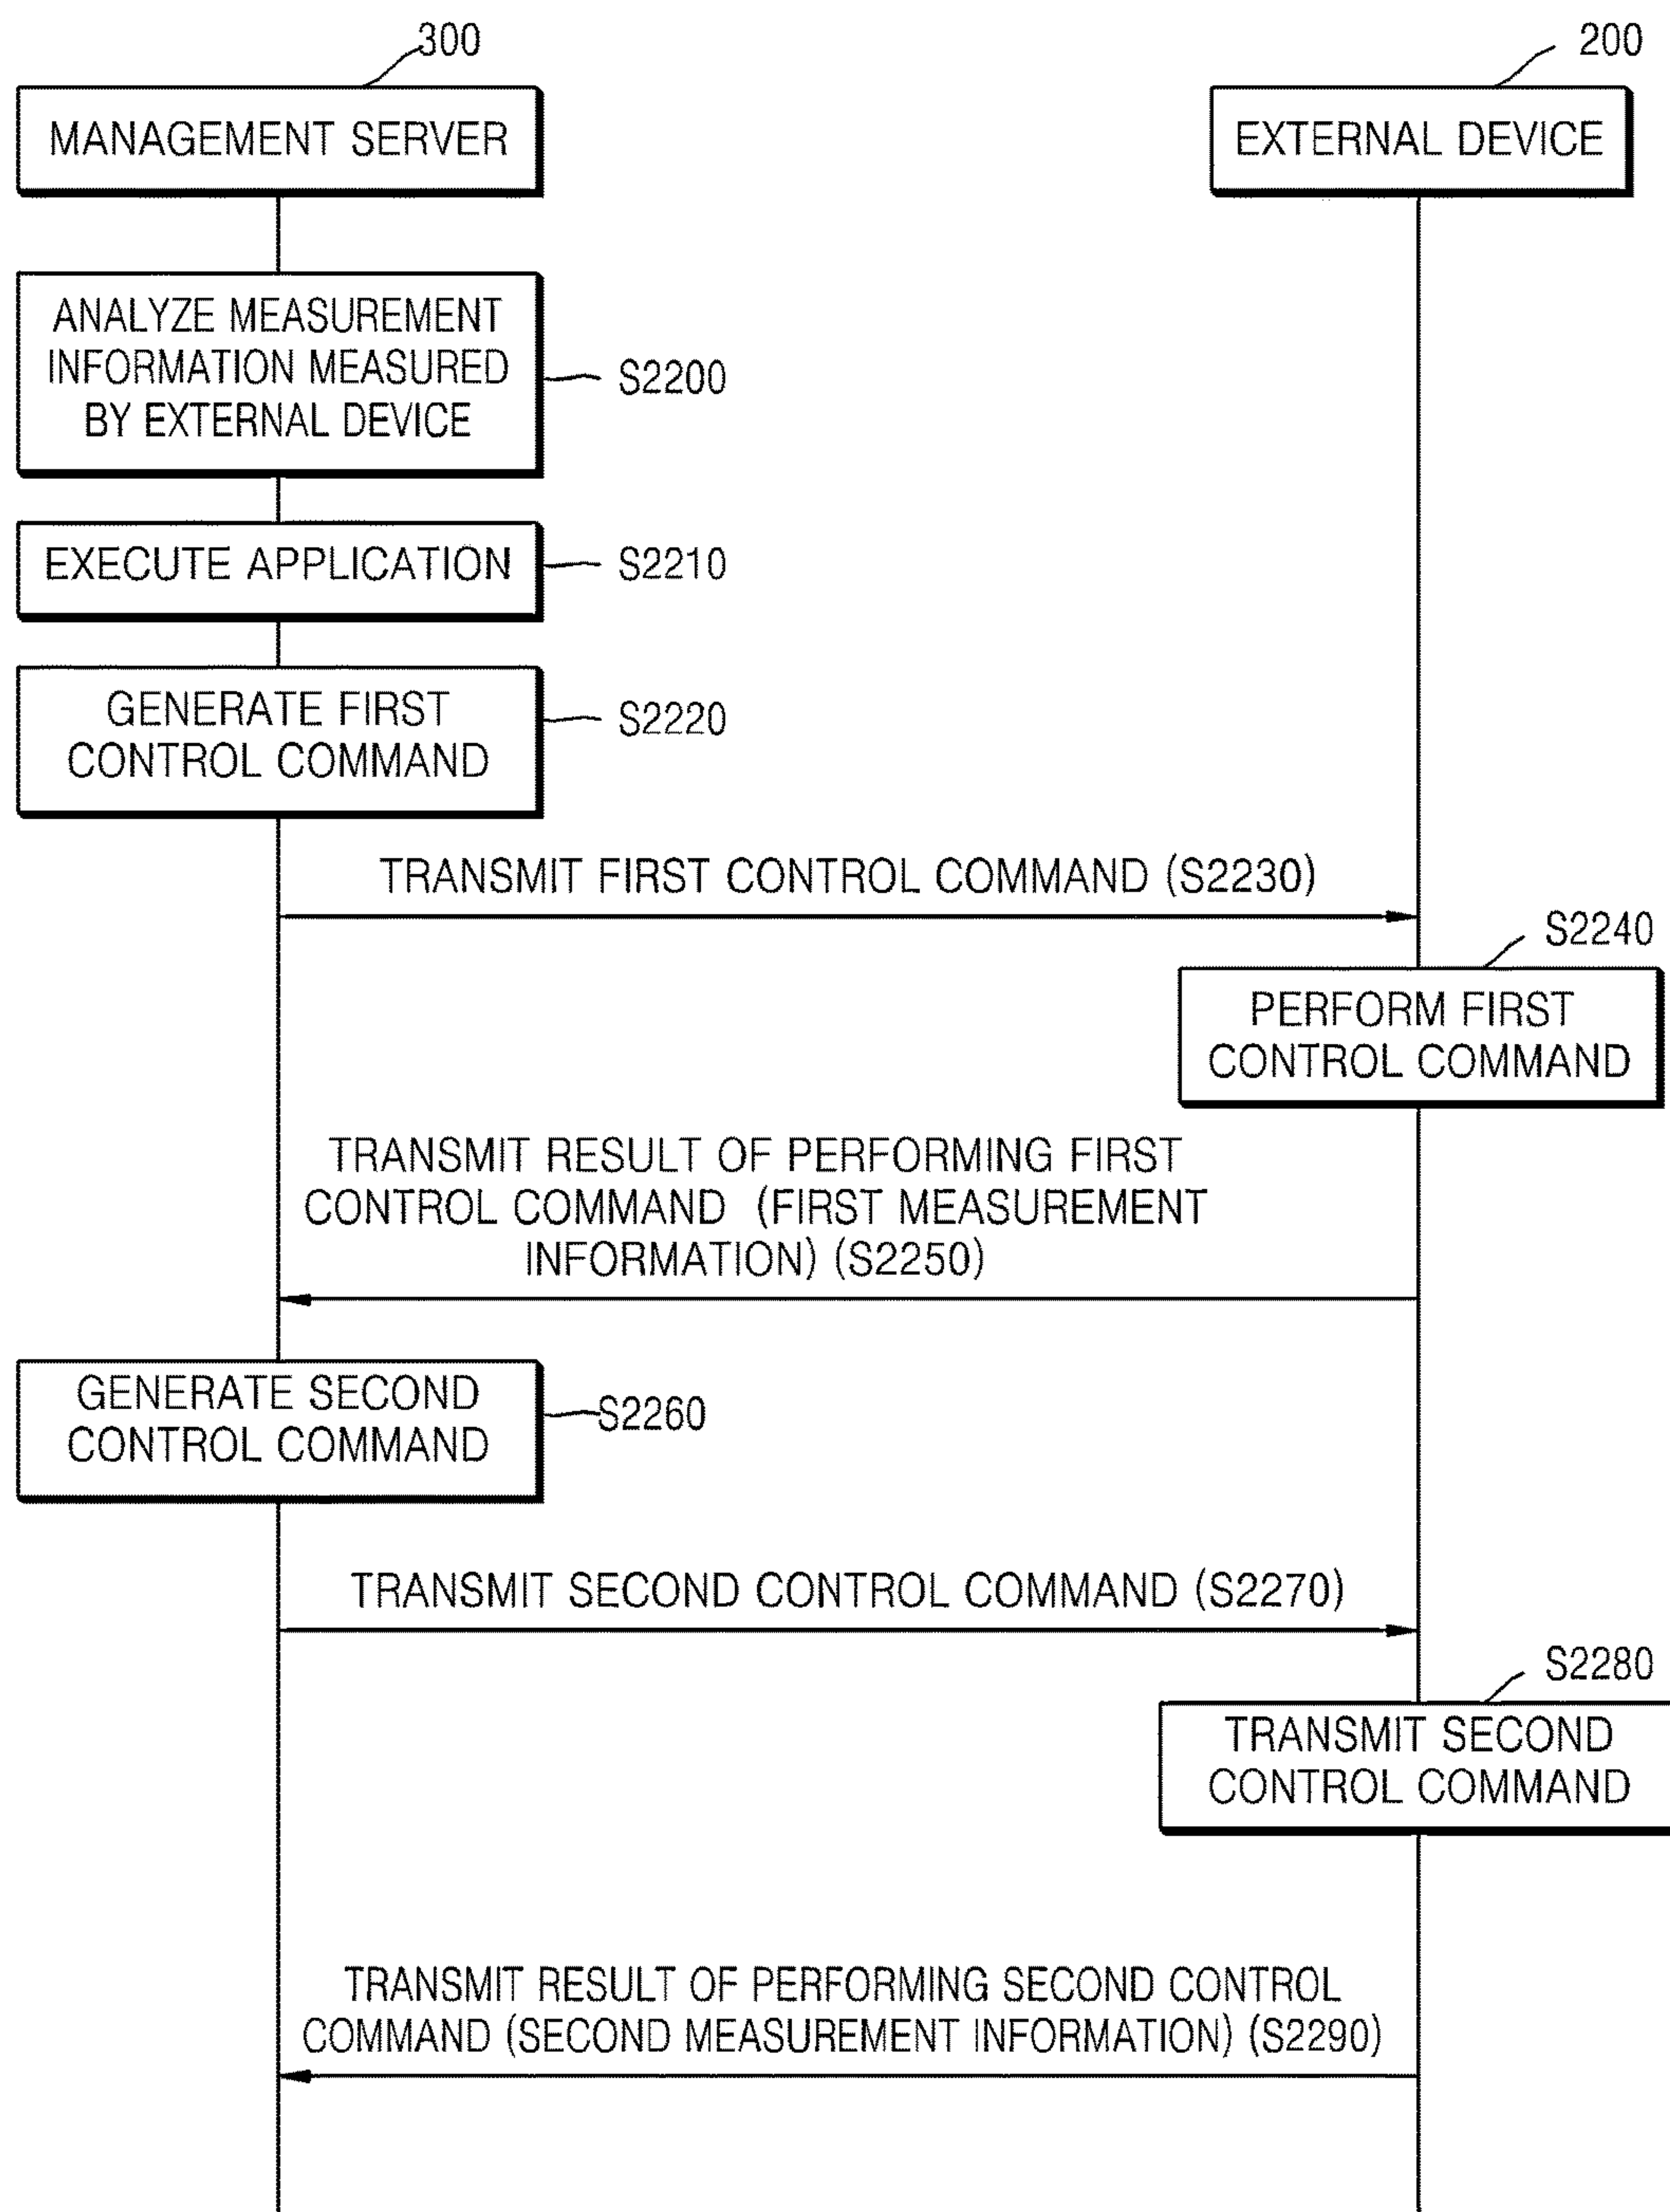 300
200
MANAGEMENT SERVER
EXTERNAL DEVICE
ANALYZE MEASUREMENT
INFORMATION MEASURED
BY EXTERNAL DEVICE
S2200
EXECUTE APPLICATION
S2210
GENERATE FIRST
CONTROL COMMAND
S2220
TRANSMIT FIRST CONTROL COMMAND (S2230)
S2240
PERFORM FIRST
CONTROL COMMAND
TRANSMIT RESULT OF PERFORMING FIRST
CONTROL COMMAND (FIRST MEASUREMENT
INFORMATION) (S2250)
GENERATE SECOND
CONTROL COMMAND
S2260
TRANSMIT SECOND CONTROL COMMAND (S2270)
S2280
TRANSMIT SECOND
CONTROL COMMAND
TRANSMIT RESULT OF PERFORMING SECOND CONTROL
COMMAND (SECOND MEASUREMENT INFORMATION) (S2290)